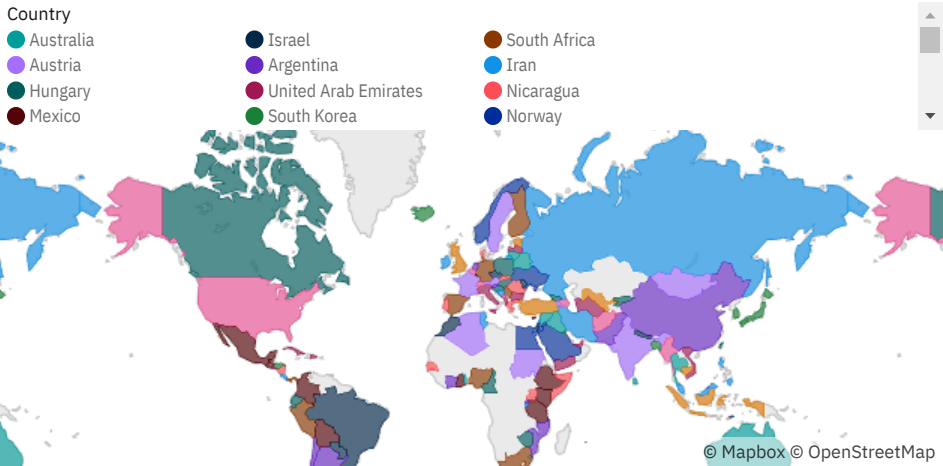 Country
Australia Israel South Africa
Austria Argentina Iran
Hungary United Arab Emirates Nicaragua
Mexico South Korea Norway
© Mapbox © OpenStreetMap